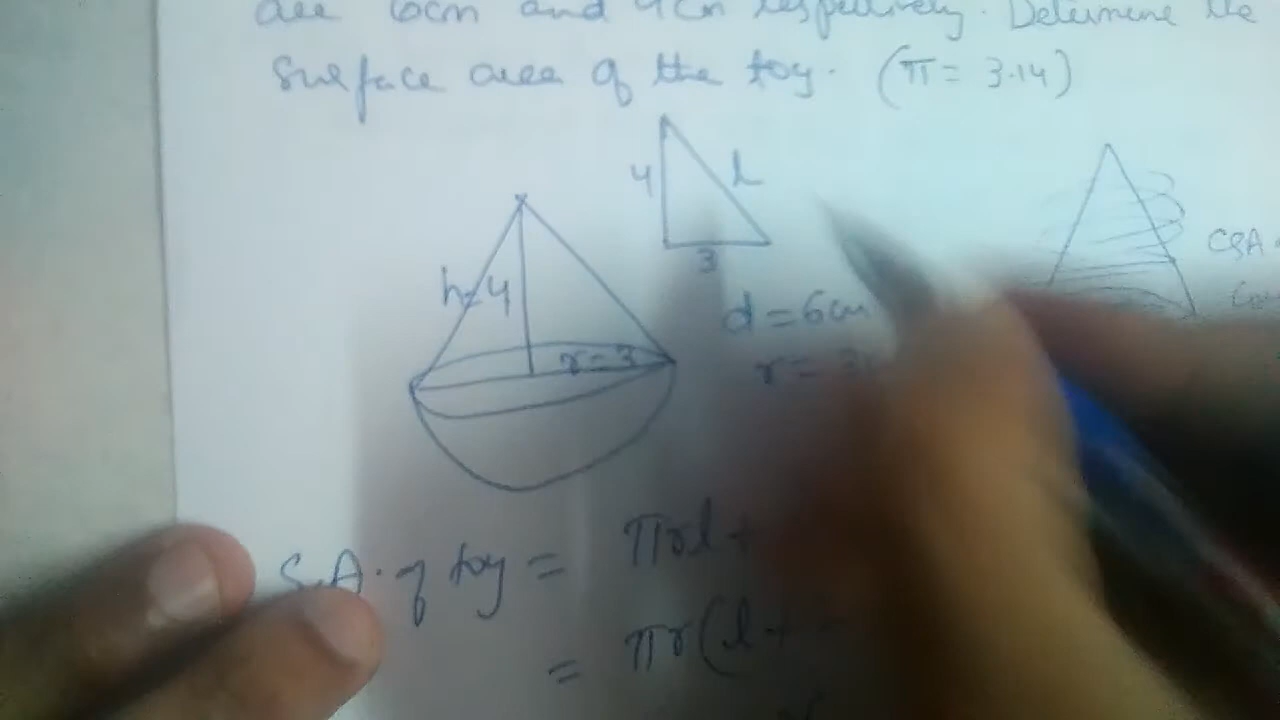 are 6cm and 4cm respectively. Determine the
surface area of the toy. (π = 3.14)
4 l
3
h=4
r=3
d = 6cm
r =
CSA
S.A. of toy = πrl +
= πr(l +